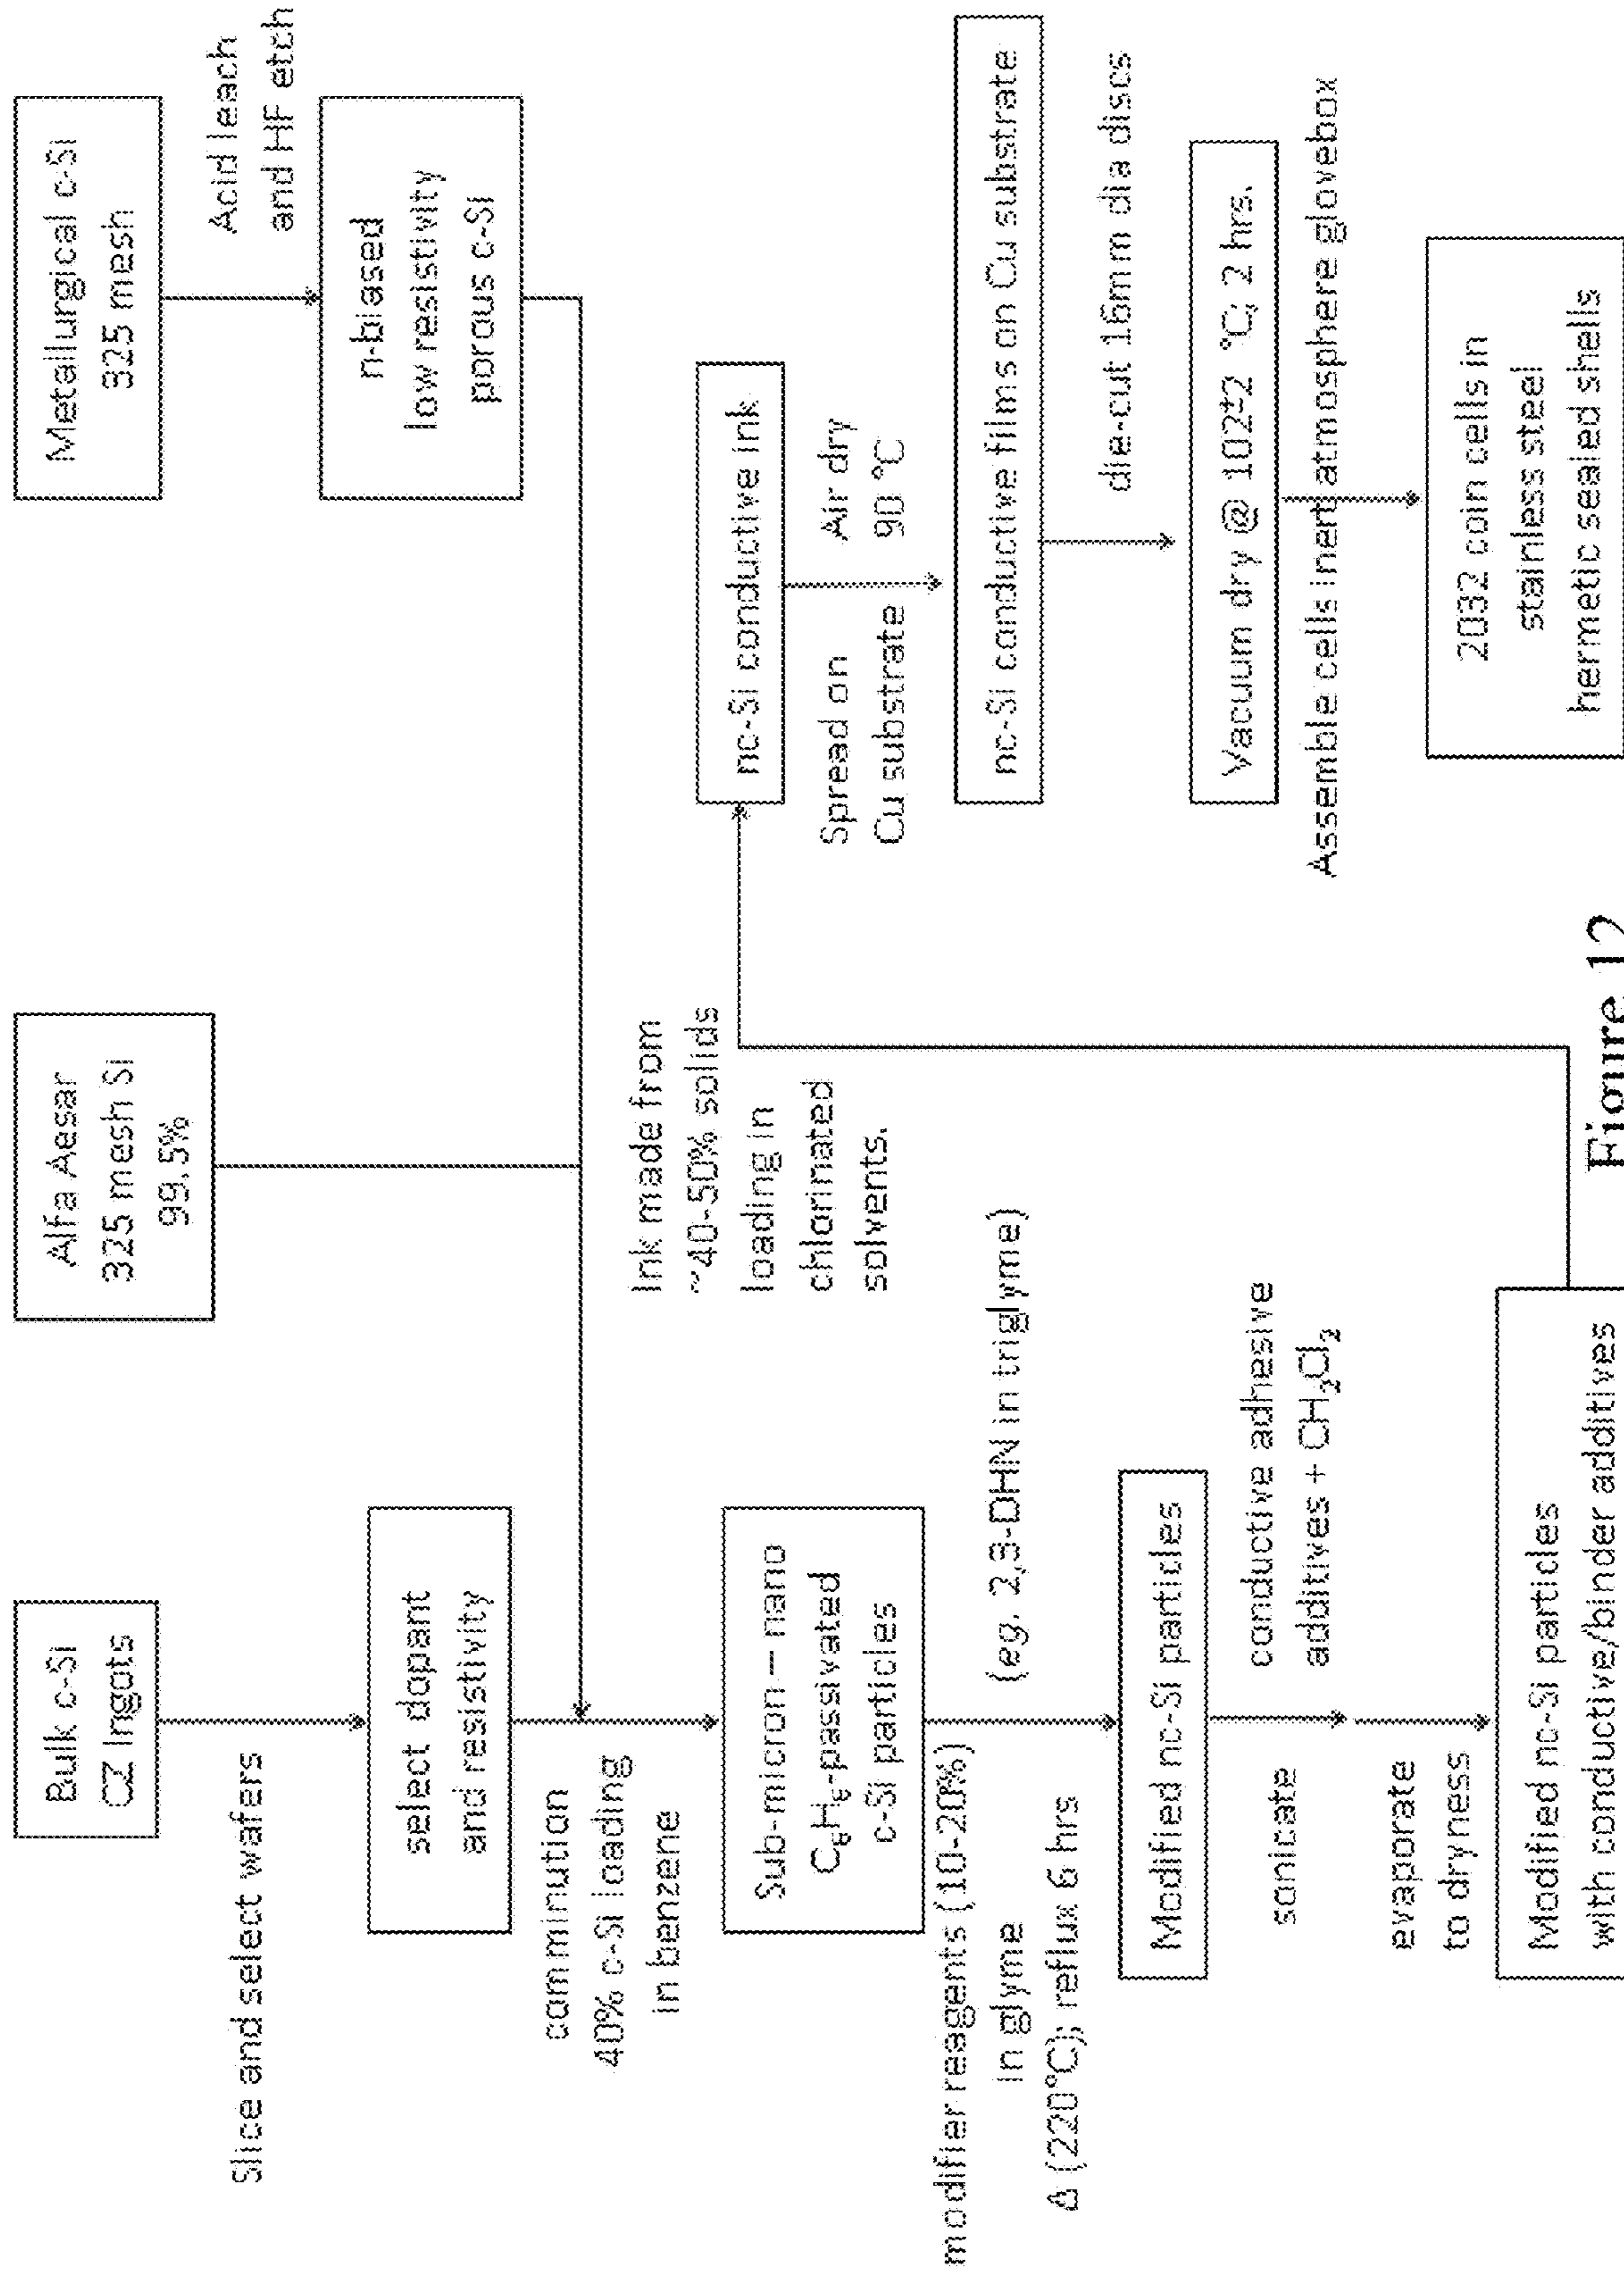 Bulk c-Si
CZ Ingots
Slice and select wafers
select dopant
and resistivity
comminution
40% c-Si loading
in benzene
Alfa Aesar
325 mesh Si
99.5%
Metallurgical c-Si
325 mesh
Acid leach
and HF etch
n-biased
low resistivity
porous c-Si
Sub-micron – nano
C₆H₆-passivated
c-Si particles
modifier reagents (10-20%)
in glyme
Δ (220°C); reflux 6 hrs
(eg. 2,3-DHN in triglyme)
Modified nc-Si particles
sonicate
conductive adhesive
additives + CH₂Cl₂
evaporate
to dryness
Modified nc-Si particles
with conductive/binder additives
Ink made from
~40-50% solids
loading in
chlorinated
solvents.
nc-Si conductive ink
Spread on
Cu substrate
Air dry
90 °C
nc-Si conductive films on Cu substrate
die-cut 16mm dia discs
Vacuum dry @ 102±2 °C; 2 hrs.
Assemble cells inert atmosphere glovebox
2032 coin cells in
stainless steel
hermetic sealed shells
Figure 12